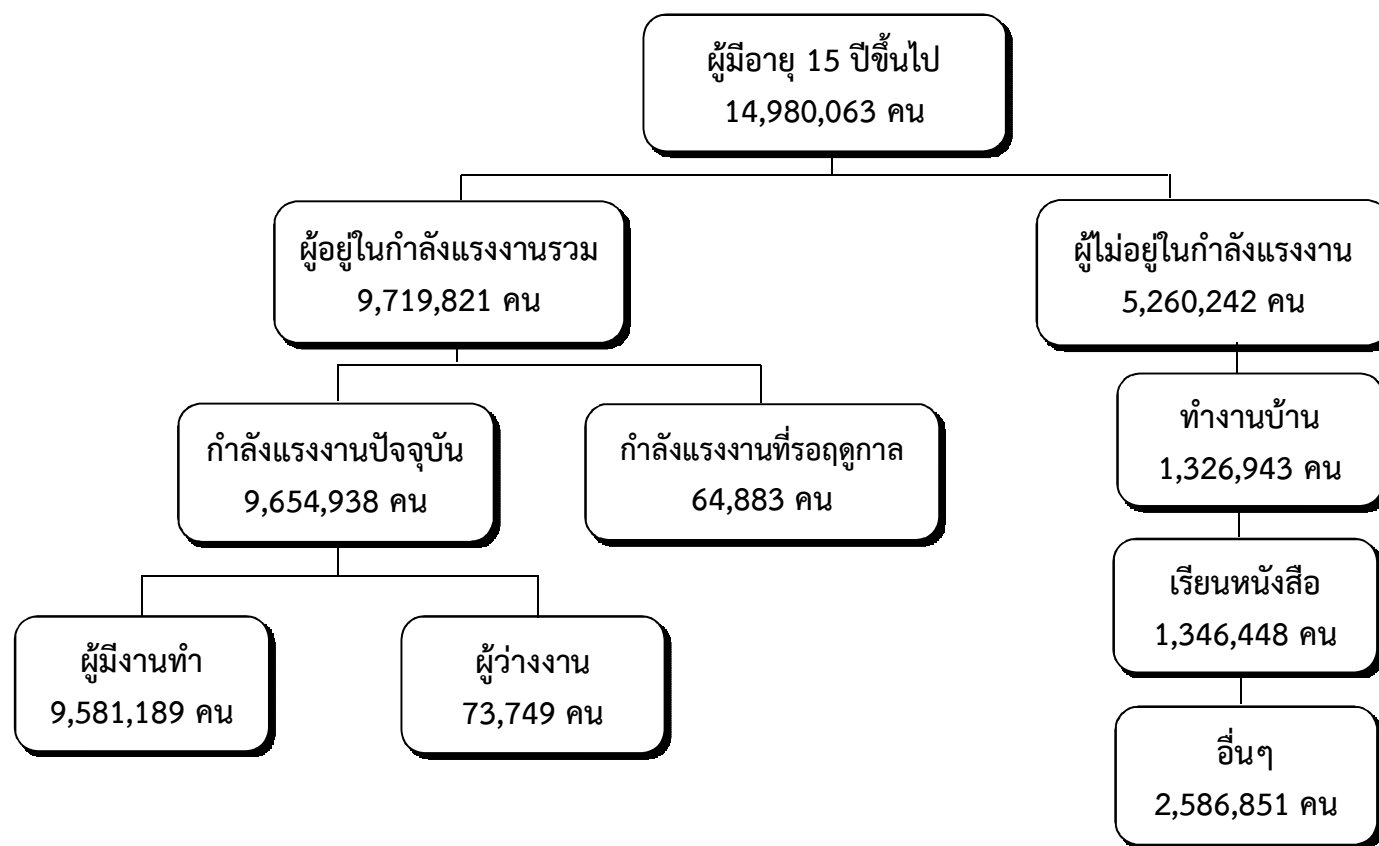 ผู้มีอายุ 15 ปีขึ้นไป
14,980,063 คน
ผู้อยู่ในกำลังแรงงานรวม
9,719,821 คน
ผู้ไม่อยู่ในกำลังแรงงาน
5,260,242 คน
กำลังแรงงานปัจจุบัน
9,654,938 คน
กำลังแรงงานที่รอฤดูกาล
64,883 คน
ทำงานบ้าน
1,326,943 คน
เรียนหนังสือ
1,346,448 คน
ผู้มีงานทำ
9,581,189 คน
ผู้ว่างงาน
73,749 คน
อื่นๆ
2,586,851 คน